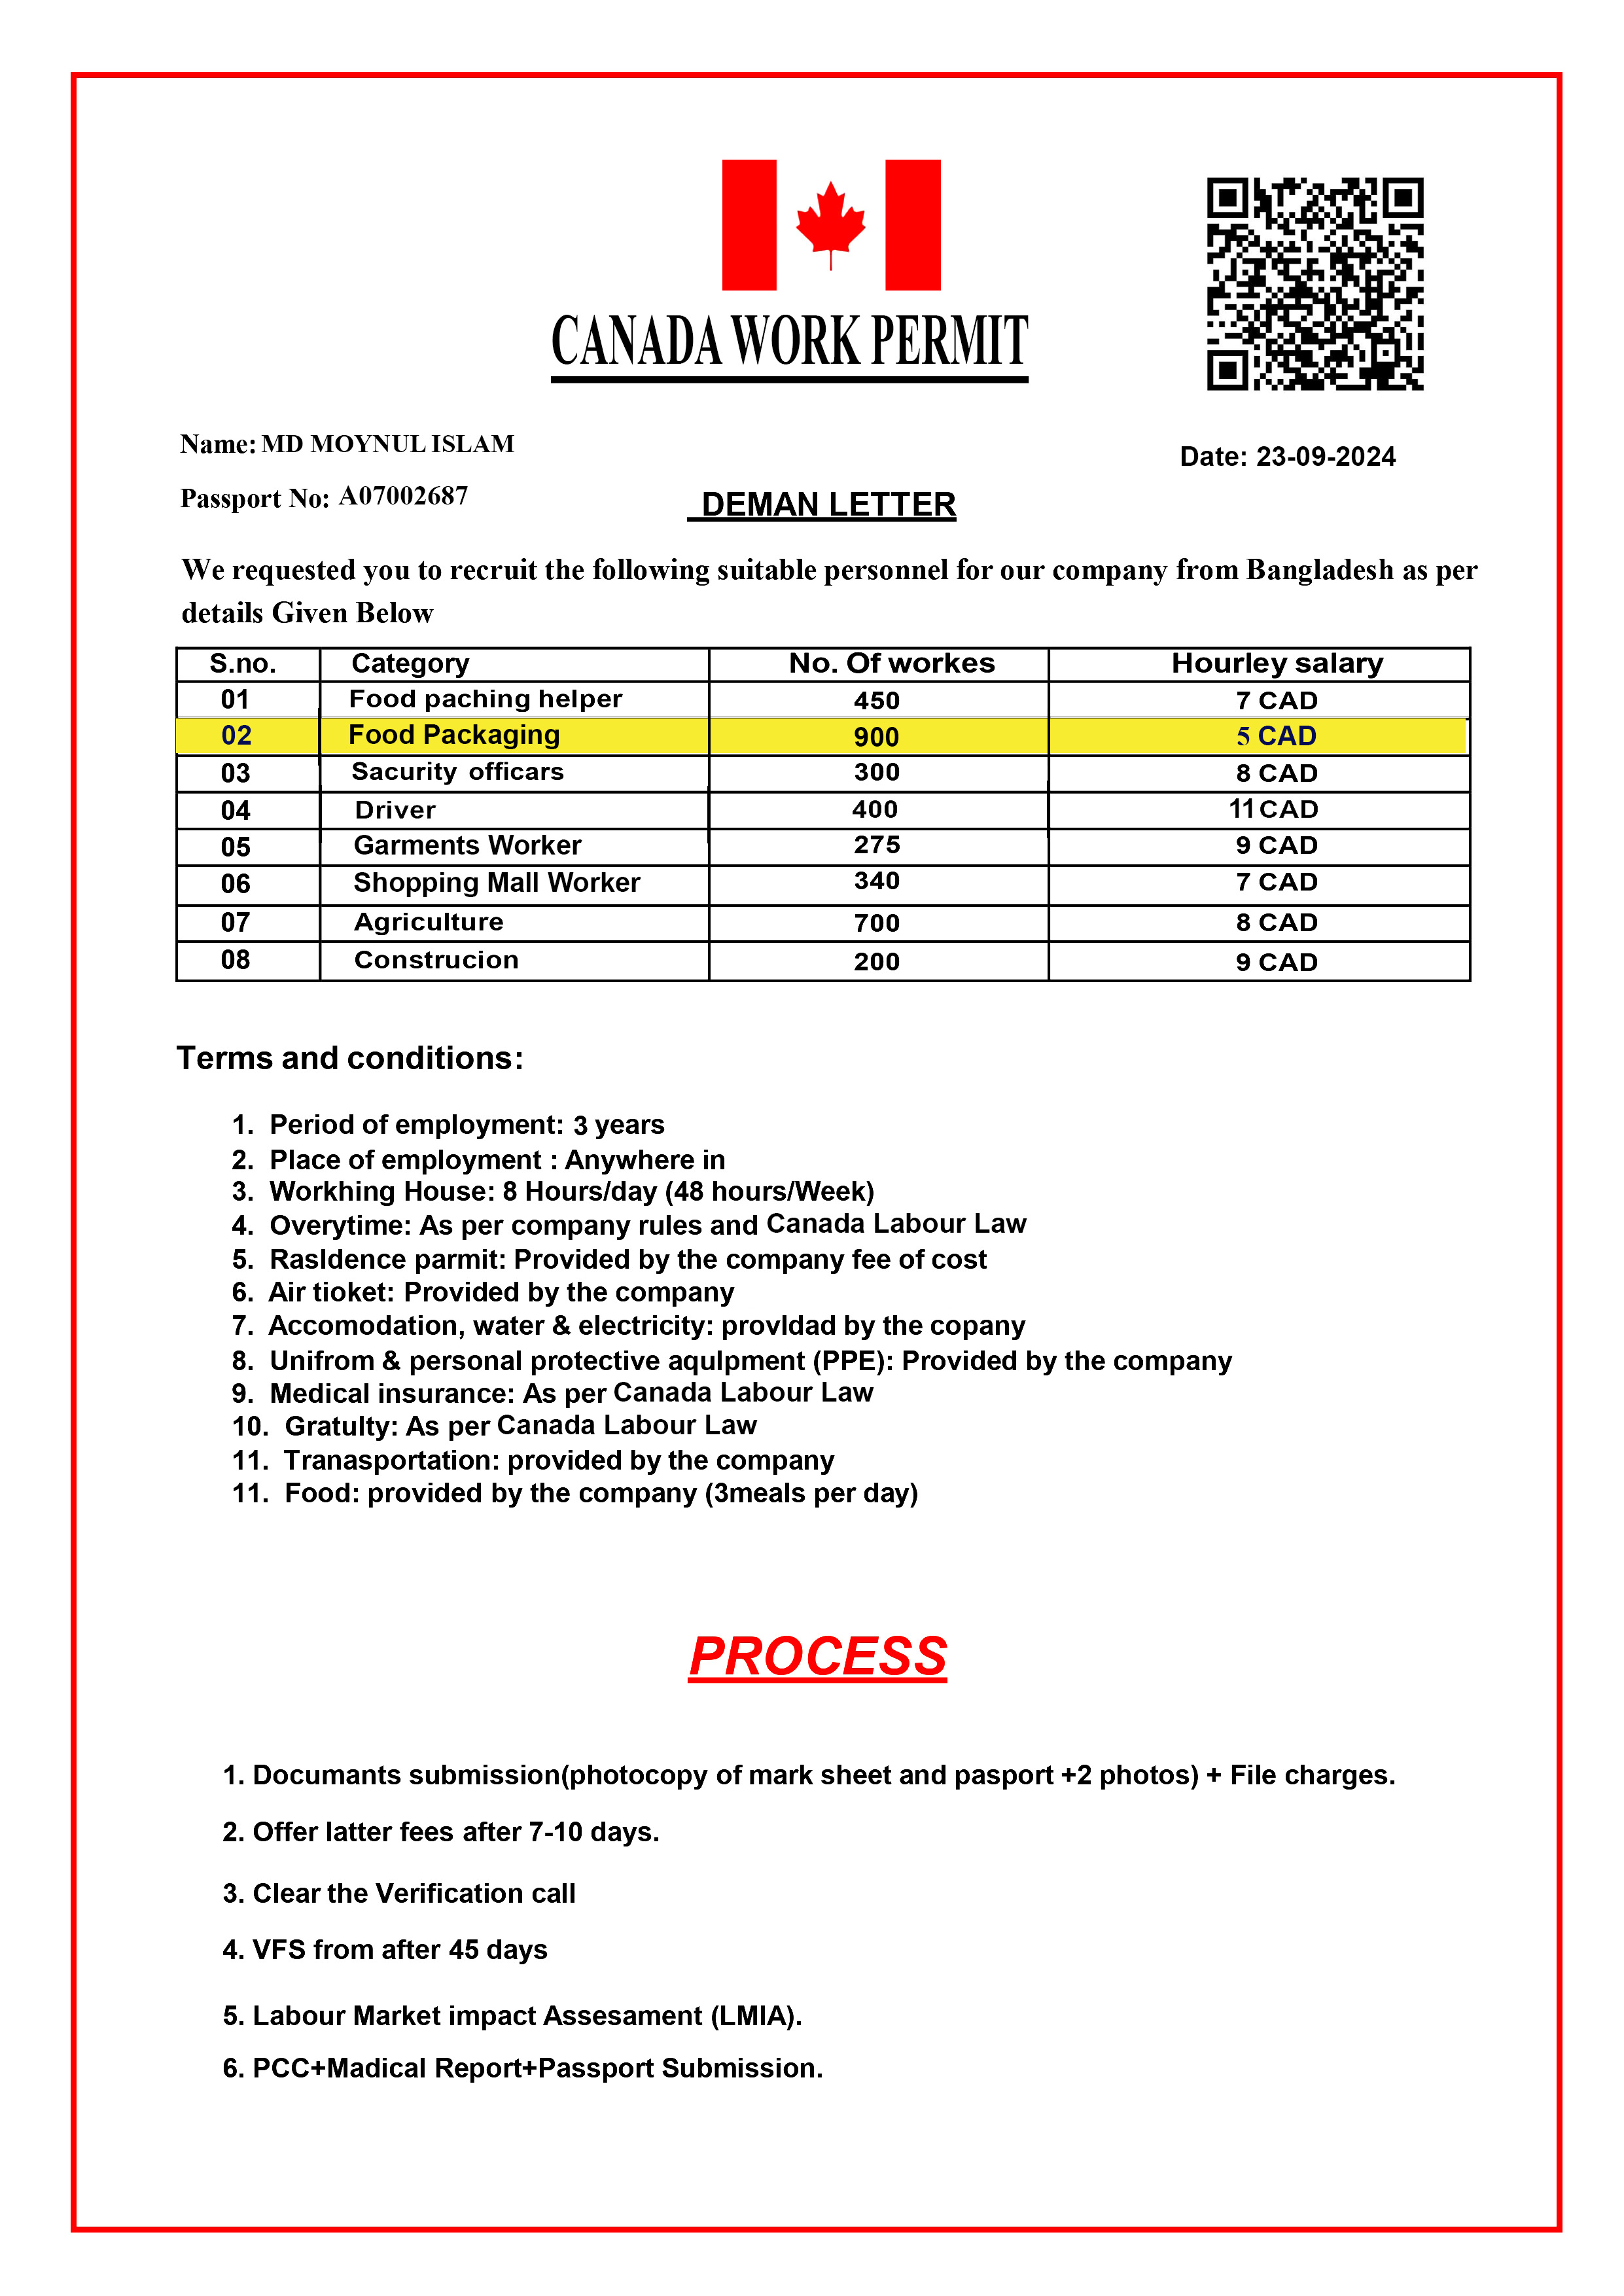 CANADA WORK PERMIT
Name: MD MOYNUL ISLAM
Date: 23-09-2024
Passport No: A07002687
DEMAN LETTER
We requested you to recruit the following suitable personnel for our company from Bangladesh as per
details Given Below
S.no. Category No. Of workes Hourley salary
01 Food paching helper 450 7 CAD
02 Food Packaging 900 5 CAD
03 Sacurity officars 300 8 CAD
04 Driver 400 11 CAD
05 Garments Worker 275 9 CAD
06 Shopping Mall Worker 340 7 CAD
07 Agriculture 700 8 CAD
08 Construcion 200 9 CAD
Terms and conditions:
1. Period of employment: 3 years
2. Place of employment : Anywhere in
3. Workhing House: 8 Hours/day (48 hours/Week)
4. Overytime: As per company rules and Canada Labour Law
5. Rasldence parmit: Provided by the company fee of cost
6. Air tioket: Provided by the company
7. Accomodation, water & electricity: provldad by the copany
8. Unifrom & personal protective aqulpment (PPE): Provided by the company
9. Medical insurance: As per Canada Labour Law
10. Gratulty: As per Canada Labour Law
11. Tranasportation: provided by the company
11. Food: provided by the company (3meals per day)
PROCESS
1. Documants submission(photocopy of mark sheet and pasport +2 photos) + File charges.
2. Offer latter fees after 7-10 days.
3. Clear the Verification call
4. VFS from after 45 days
5. Labour Market impact Assesament (LMIA).
6. PCC+Madical Report+Passport Submission.